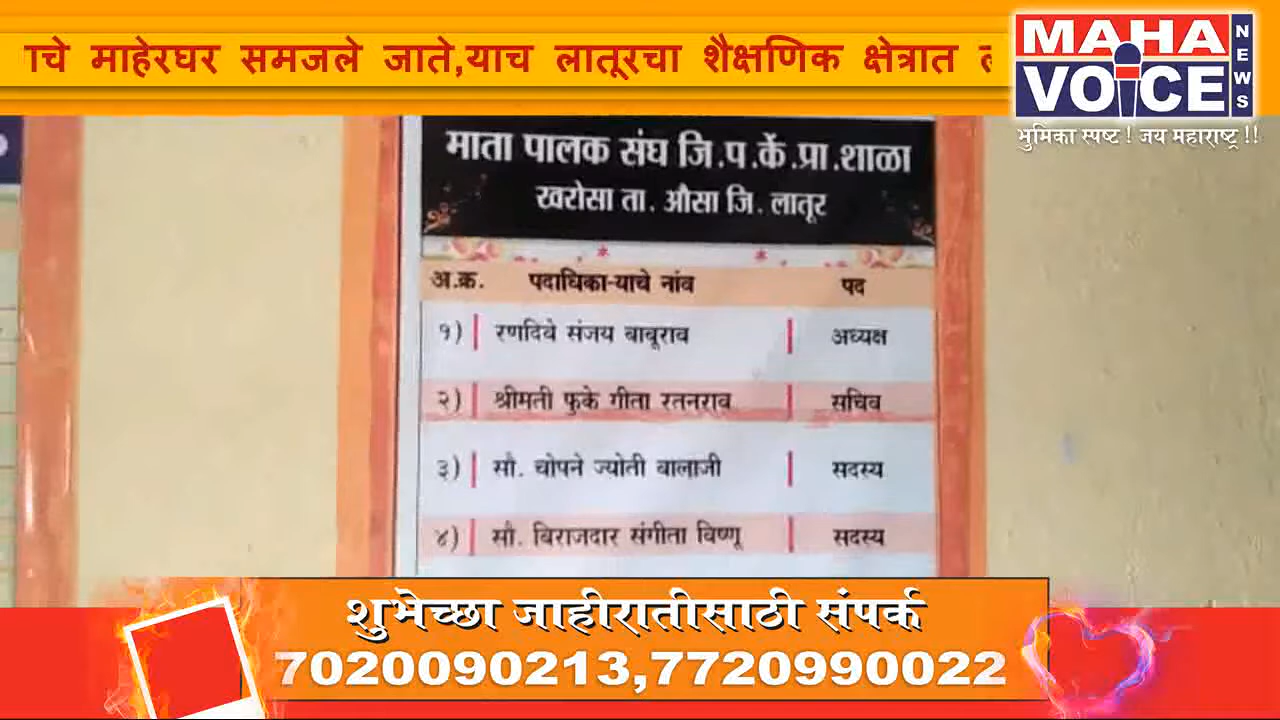 ाचे माहेरघर समजले जाते,याच लातूरचा शैक्षणिक क्षेत्रात
MAHA
VOICE
NEWS
भुमिका स्पष्ट ! जय महाराष्ट्र !!
माता पालक संघ जि.प.कें.प्रा.शाळा
खरोसा ता. औसा जि. लातूर
अ.क्र. पदाधिका-याचे नांव पद
१) रणदिवे संजय बाबूराव अध्यक्ष
२) श्रीमती फुके गीता रतनराव सचिव
३) सौ. चोपने ज्योती बालाजी सदस्य
४) सौ. बिराजदार संगीता विष्णू सदस्य
शुभेच्छा जाहीरातीसाठी संपर्क
7020090213,7720990022